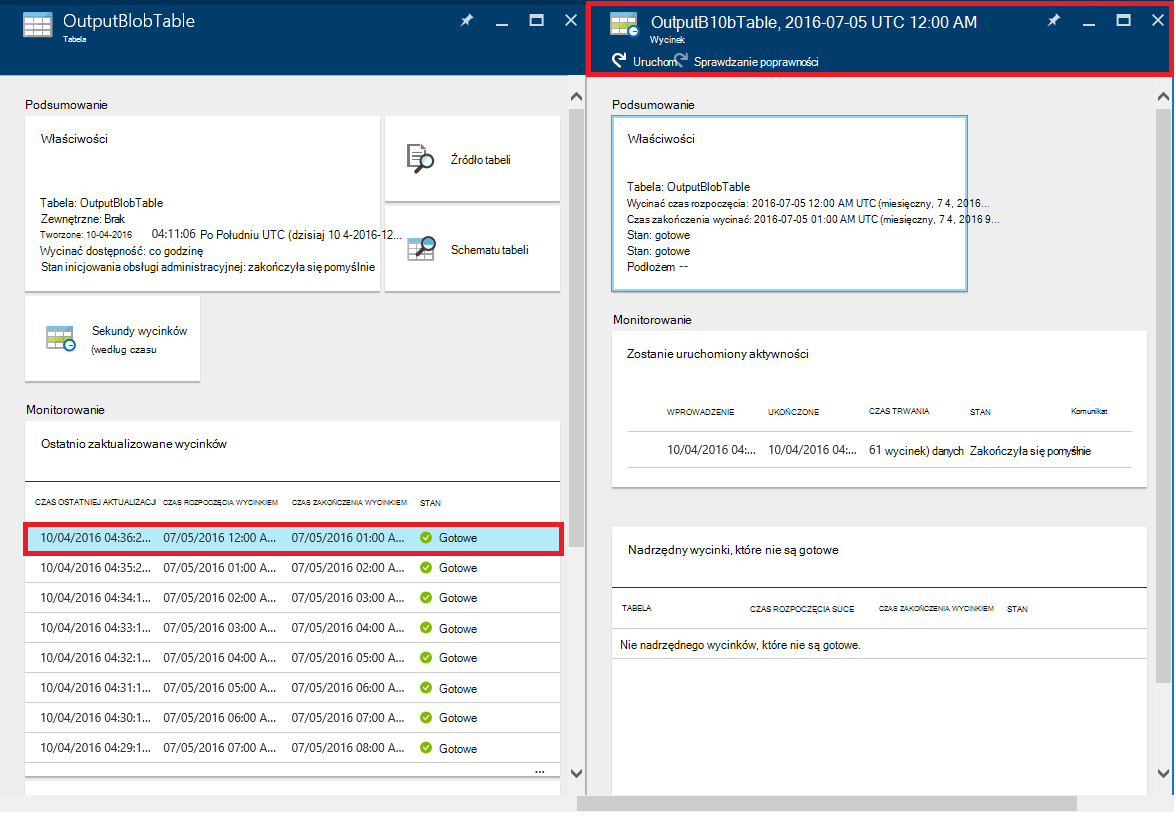 OutputBlobTable
Tabela
Podsumowanie
Właściwości
Tabela: OutputBlobTable
Zewnętrzne: Brak
Tworzone: 10-04-2016 04:11:06 Po Południu UTC (dzisiaj 10 4-2016-12...
Wycinać dostępność: co godzinę
Stan inicjowania obsługi administracyjnej: zakończyła się pomyślnie
Źródło tabeli
Schematu tabeli
Sekundy wycinków
(według czasu
Monitorowanie
Ostatnio zaktualizowane wycinków
CZAS OSTATNIEJ AKTUALIZACJI CZAS ROZPOCZĘCIA WYCINKIEM CZAS ZAKOŃCZENIA WYCINKIEM STAN
10/04/2016 04:36:2... 07/05/2016 12:00 A... 07/05/2016 01:00 A... Gotowe
10/04/2016 04:35:2... 07/05/2016 01:00 A... 07/05/2016 02:00 A... Gotowe
10/04/2016 04:34:1... 07/05/2016 02:00 A... 07/05/2016 03:00 A... Gotowe
10/04/2016 04:33:1... 07/05/2016 03:00 A... 07/05/2016 04:00 A... Gotowe
10/04/2016 04:32:1... 07/05/2016 04:00 A... 07/05/2016 05:00 A... Gotowe
10/04/2016 04:31:1... 07/05/2016 05:00 A... 07/05/2016 06:00 A... Gotowe
10/04/2016 04:30:1... 07/05/2016 06:00 A... 07/05/2016 07:00 A... Gotowe
10/04/2016 04:29:1... 07/05/2016 07:00 A... 07/05/2016 08:00 A... Gotowe
...
OutputB10bTable, 2016-07-05 UTC 12:00 AM
Wycinek
Uruchom Sprawdzanie poprawności
Podsumowanie
Właściwości
Tabela: OutputBlobTable
Wycinać czas rozpoczęcia: 2016-07-05 12:00 AM UTC (miesięczny, 7 4, 2016...
Czas zakończenia wycinać: 2016-07-05 01:00 AM UTC (miesięczny, 7 4, 2016 9...
Stan: gotowe
Stan: gotowe
Podłożem --
Monitorowanie
Zostanie uruchomiony aktywności
WPROWADZENIE UKOŃCZONE CZAS TRWANIA STAN Komunikat
10/04/2016 04:... 10/04/2016 04:... 61 wycinek) danych Zakończyła się pomyślnie
Nadrzędny wycinki, które nie są gotowe
TABELA CZAS ROZPOCZĘCIA SUCE CZAS ZAKOŃCZENIA WYCINKIEM STAN
Nie nadrzędnego wycinków, które nie są gotowe.